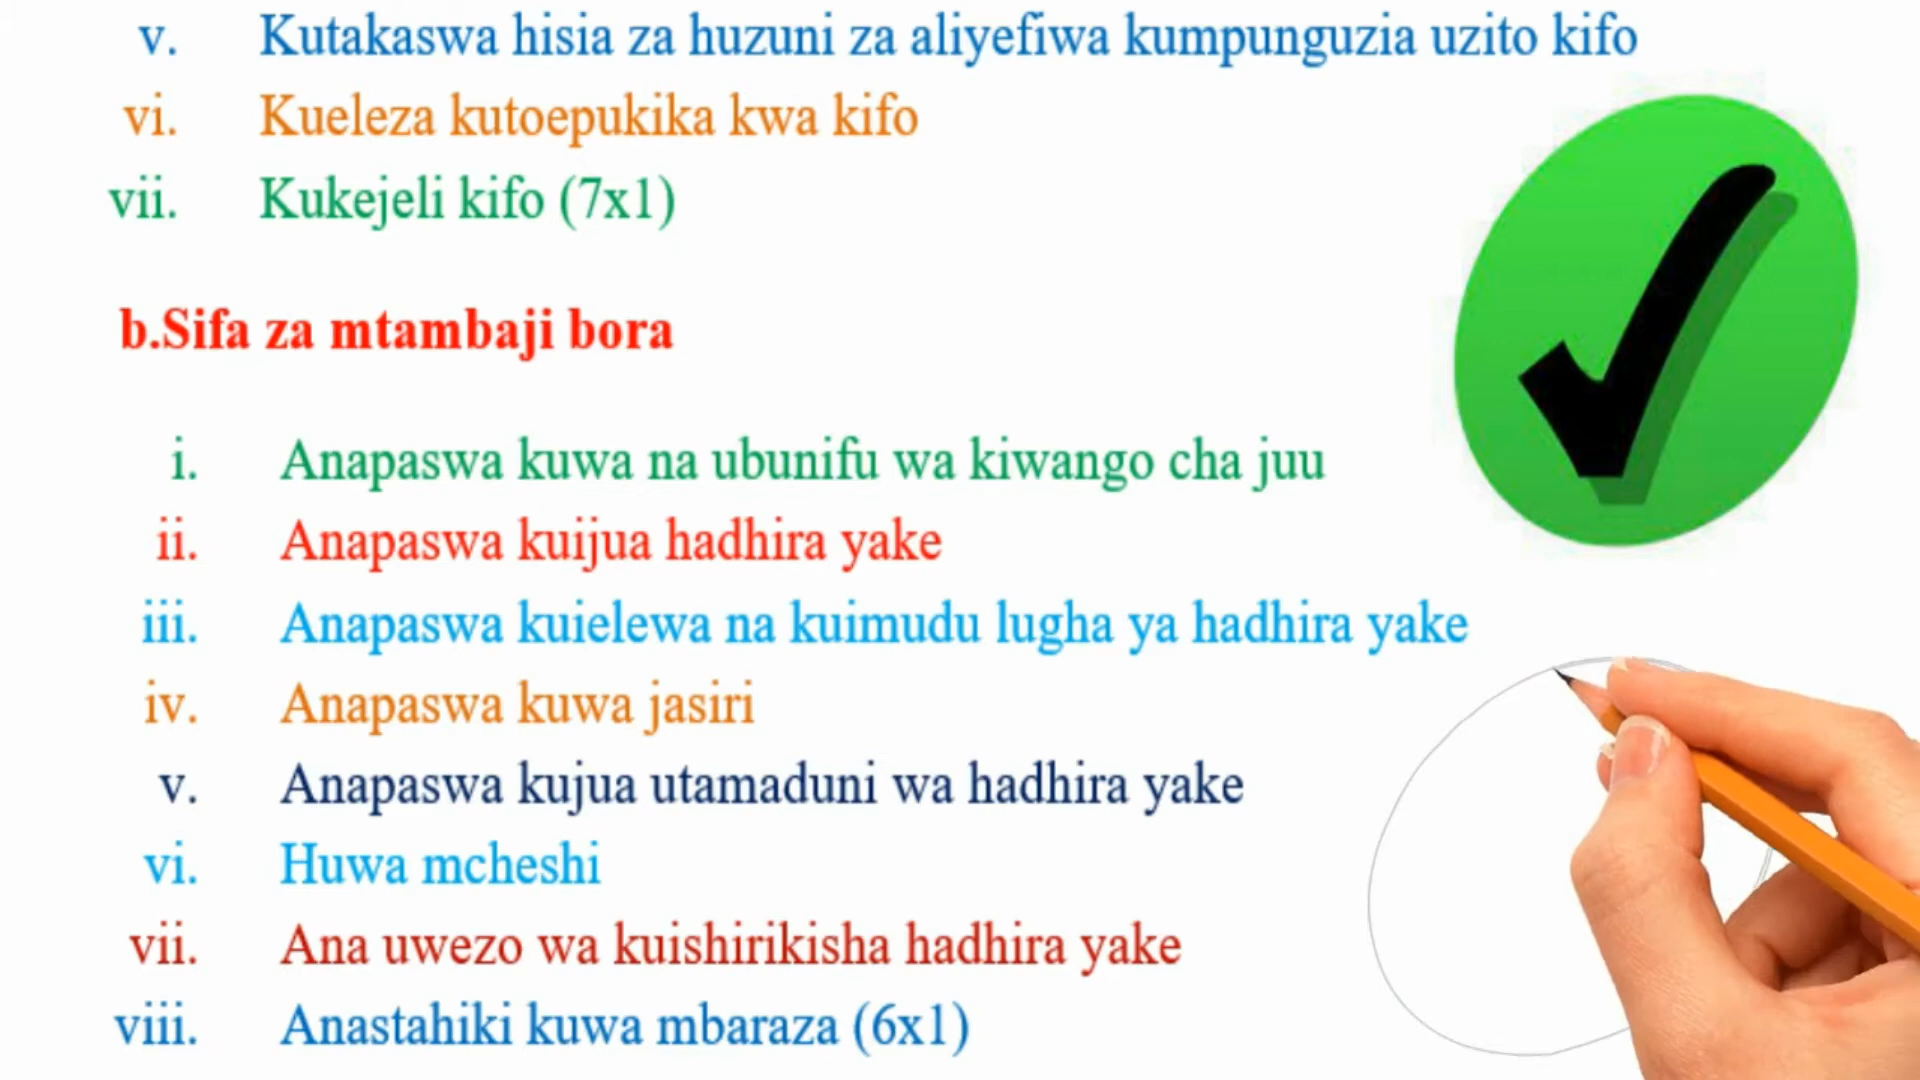 v. Kutakaswa hisia za huzuni za aliyefiwa kumpunguzia uzito kifo
vi. Kueleza kutoepukika kwa kifo
vii. Kukejeli kifo (7x1)
b.Sifa za mtambaji bora
i. Anapaswa kuwa na ubunifu wa kiwango cha juu
ii. Anapaswa kuijua hadhira yake
iii. Anapaswa kuielewa na kuimudu lugha ya hadhira yake
iv. Anapaswa kuwa jasiri
v. Anapaswa kujua utamaduni wa hadhira yake
vi. Huwa mcheshi
vii. Ana uwezo wa kuishirikisha hadhira yake
viii. Anastahiki kuwa mbaraza (6x1)